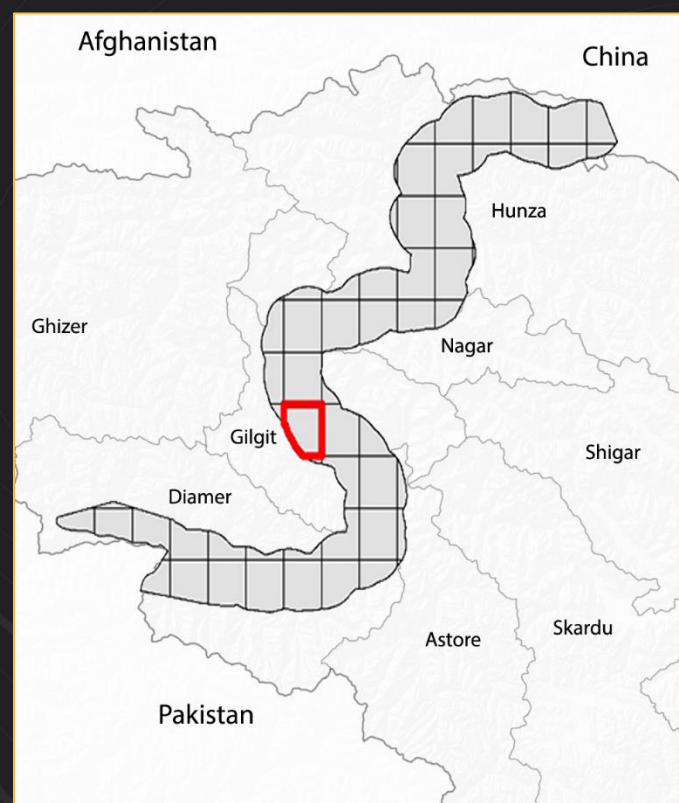 Afghanistan
China
Hunza
Ghizer
Nagar
Gilgit
Shigar
Diamer
Skardu
Astore
Pakistan